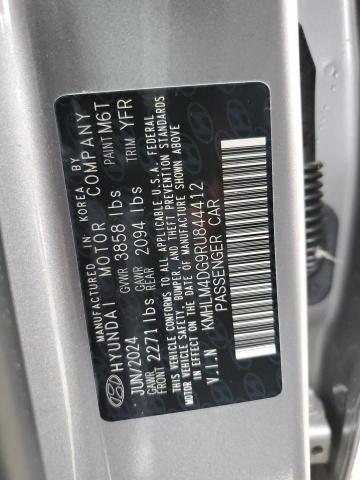 MANUFACTURED IN KOREA BY
HYUNDAI MOTOR COMPANY
JUN/2024 GVWR 3858 lbs PAINT M6T
GAWR FRONT 2271 lbs GAWR REAR 2094 lbs TRIM YFR
THIS VEHICLE CONFORMS TO ALL APPLICABLE U.S.A. FEDERAL
MOTOR VEHICLE SAFETY, BUMPER, AND THEFT PREVENTION STANDARDS
IN EFFECT ON THE DATE OF MANUFACTURE SHOWN ABOVE
V.I.N KMHLM4DG9RU844412
PASSENGER CAR